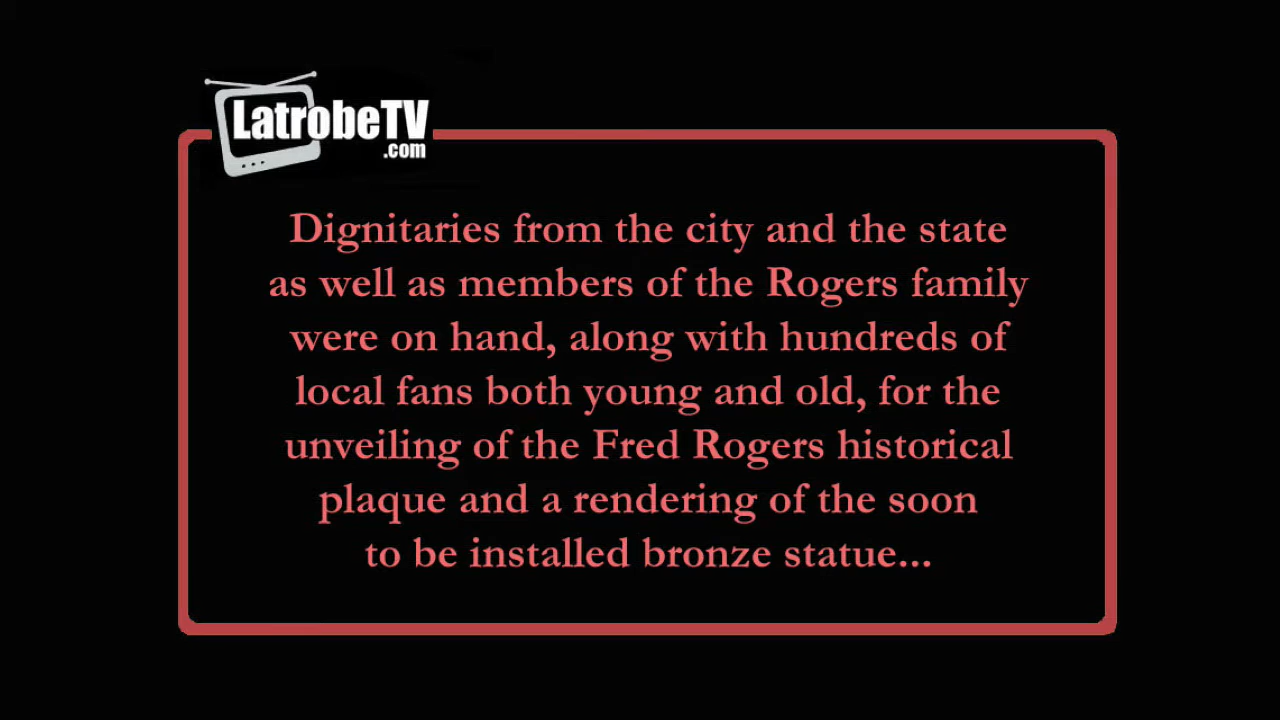 LatrobeTV
.com
Dignitaries from the city and the state
as well as members of the Rogers family
were on hand, along with hundreds of
local fans both young and old, for the
unveiling of the Fred Rogers historical
plaque and a rendering of the soon
to be installed bronze statue...